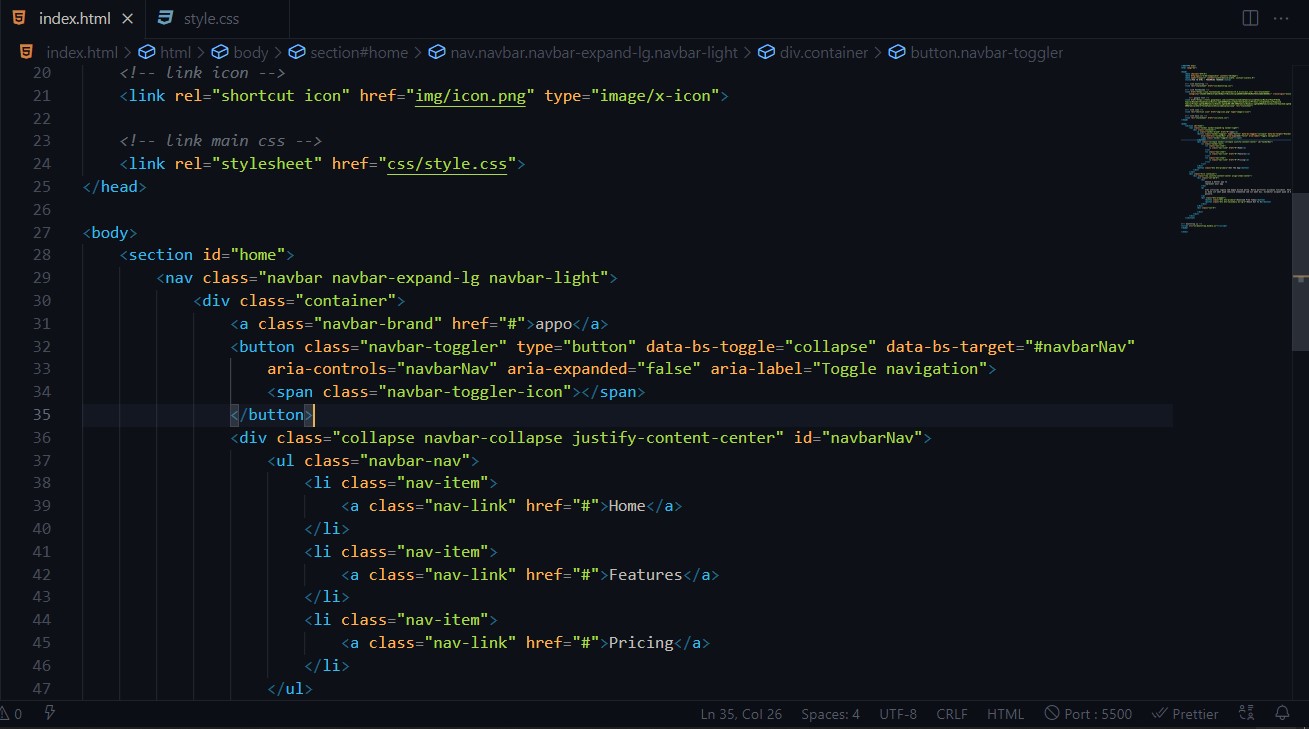 index.html
style.css
index.html > html > body > section#home > nav.navbar.navbar-expand-lg.navbar-light > div.container > button.navbar-toggler
20 <!-- link icon -->
21 <link rel="shortcut icon" href="img/icon.png" type="image/x-icon">
22
23 <!-- link main css -->
24 <link rel="stylesheet" href="css/style.css">
25 </head>
26
27 <body>
28 <section id="home">
29 <nav class="navbar navbar-expand-lg navbar-light">
30 <div class="container">
31 <a class="navbar-brand" href="#">appo</a>
32 <button class="navbar-toggler" type="button" data-bs-toggle="collapse" data-bs-target="#navbarNav"
33 aria-controls="navbarNav" aria-expanded="false" aria-label="Toggle navigation">
34 <span class="navbar-toggler-icon"></span>
35 </button>
36 <div class="collapse navbar-collapse justify-content-center" id="navbarNav">
37 <ul class="navbar-nav">
38 <li class="nav-item">
39 <a class="nav-link" href="#">Home</a>
40 </li>
41 <li class="nav-item">
42 <a class="nav-link" href="#">Features</a>
43 </li>
44 <li class="nav-item">
45 <a class="nav-link" href="#">Pricing</a>
46 </li>
47 </ul>
0 Ln 35, Col 26 Spaces: 4 UTF-8 CRLF HTML Port : 5500 Prettier